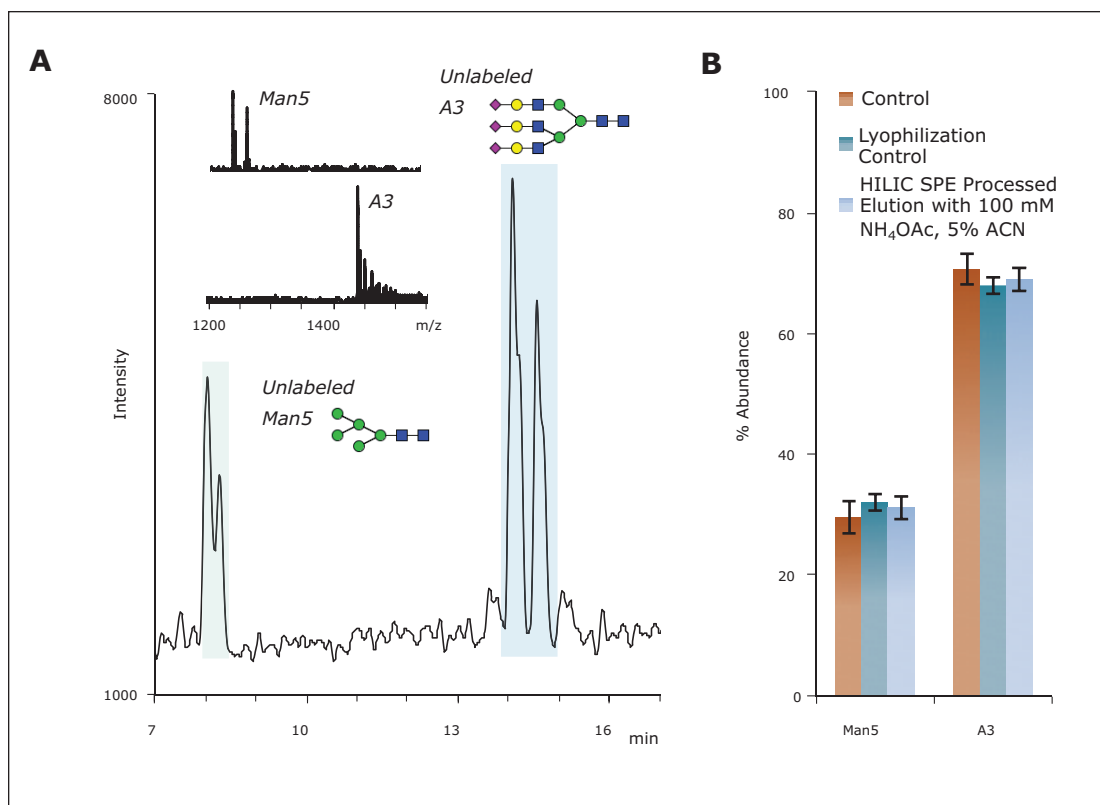 A
8000
Man5
A3
1200
1400
m/z
Unlabeled
A3
Unlabeled
Man5
Intensity
1000
7
10
13
16
min
B
100
80
60
40
20
0
% Abundance
Control
Lyophilization
Control
HILIC SPE Processed
Elution with 100 mM
NH₄OAc, 5% ACN
Man5
A3